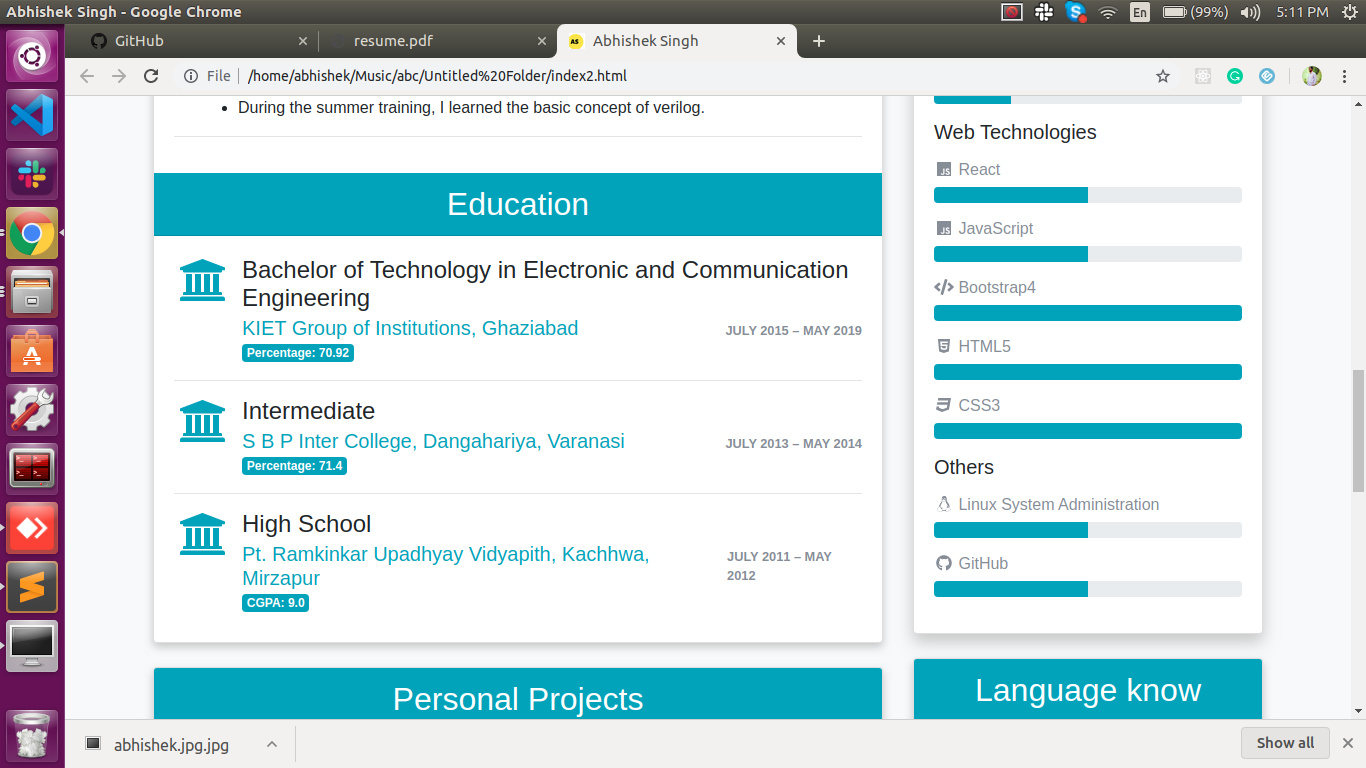 Abhishek Singh - Google Chrome
En
(99%)
5:11 PM
GitHub
resume.pdf
AS
Abhishek Singh
File
/home/abhishek/Music/abc/Untitled%20Folder/index2.html
During the summer training, I learned the basic concept of verilog.
Education
Bachelor of Technology in Electronic and Communication
Engineering
KIET Group of Institutions, Ghaziabad
JULY 2015 – MAY 2019
Percentage: 70.92
Intermediate
S B P Inter College, Dangahariya, Varanasi
JULY 2013 – MAY 2014
Percentage: 71.4
High School
Pt. Ramkinkar Upadhyay Vidyapith, Kachhwa,
Mirzapur
JULY 2011 – MAY
2012
CGPA: 9.0
Personal Projects
Web Technologies
JS
React
JS
JavaScript
Bootstrap4
HTML5
CSS3
Others
Linux System Administration
GitHub
Language know
abhishek.jpg.jpg
Show all